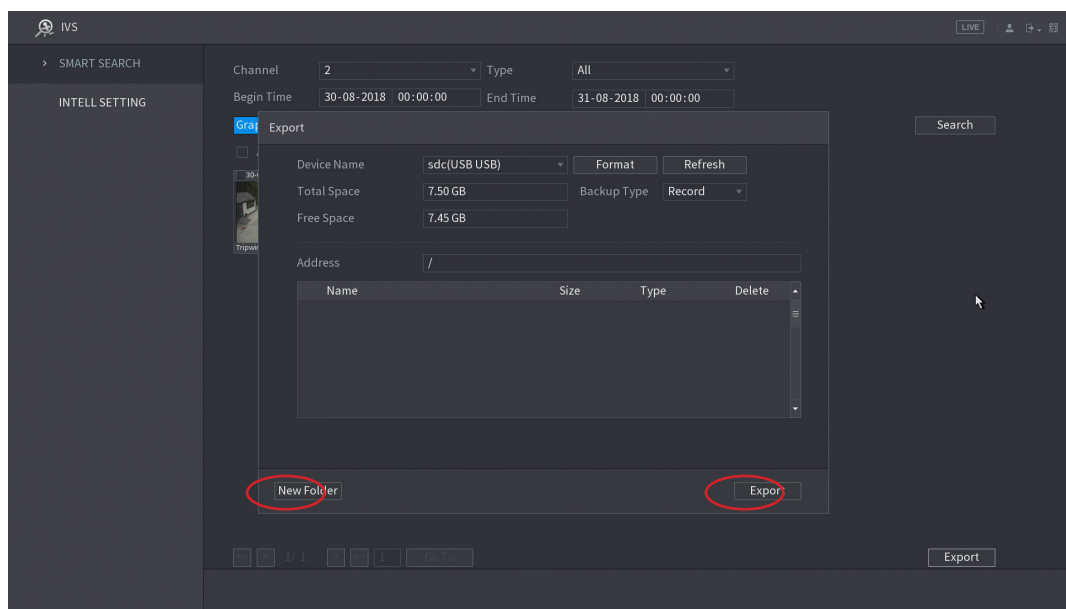 IVS LIVE
SMART SEARCH
INTELL SETTING
Channel 2 Type All
Begin Time 30-08-2018 00:00:00 End Time 31-08-2018 00:00:00
Search
Export
Device Name sdc(USB USB) Format Refresh
Total Space 7.50 GB Backup Type Record
Free Space 7.45 GB
Address /
Name Size Type Delete
New Folder Export
<< < 1/ 1 > >> 1 Go To Export